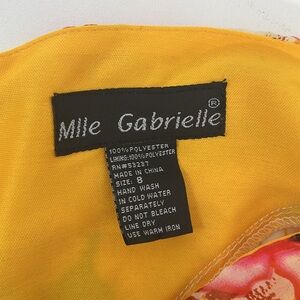 Mlle Gabrielle®
100% POLYESTER
LINING:100% POLYESTER
RN#53237
MADE IN CHINA
SIZE: 8
HAND WASH
IN COLD WATER
SEPARATELY
DO NOT BLEACH
LINE DRY
USE WARM IRON